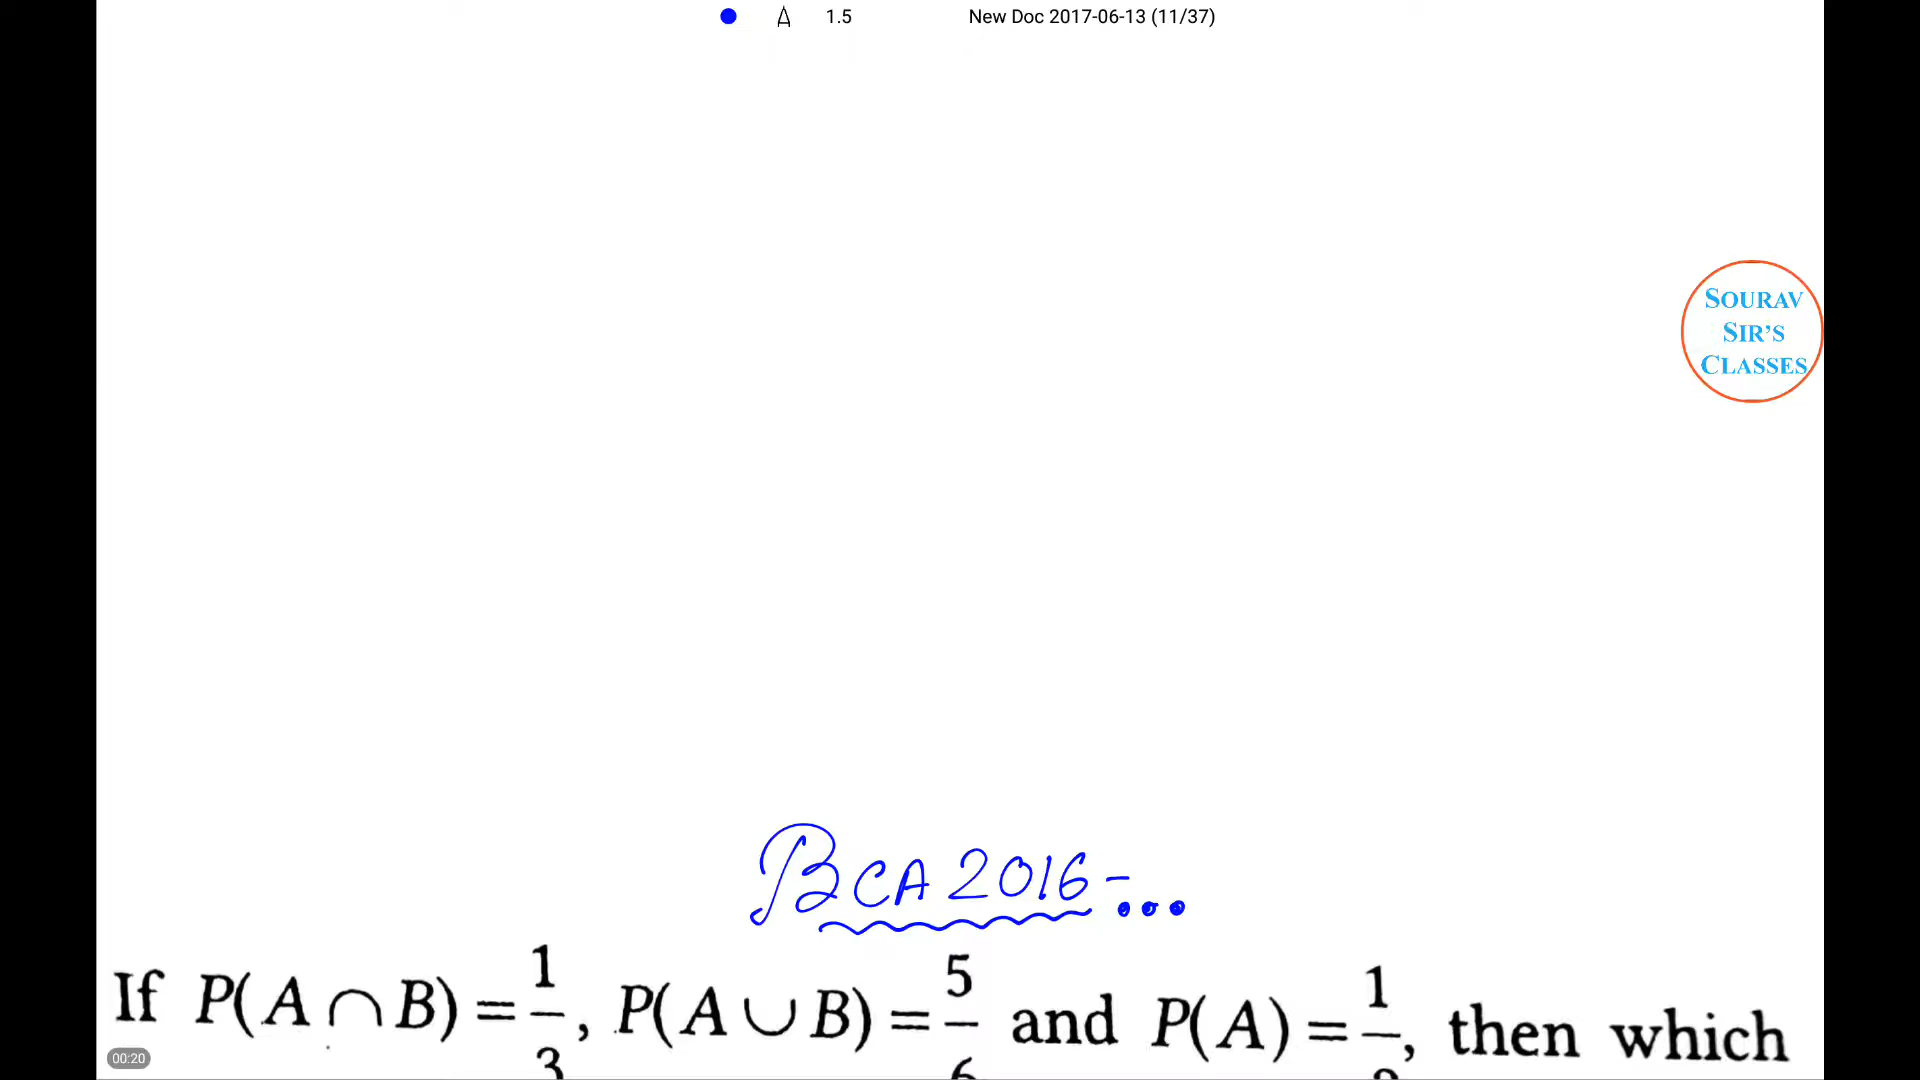 1.5 New Doc 2017-06-13 (11/37)
SOURAV
SIR'S
CLASSES
BCA 2016-...
If P(A ∩ B) = 1/3, P(A ∪ B) = 5/6 and P(A) = 1/, then which
00:20